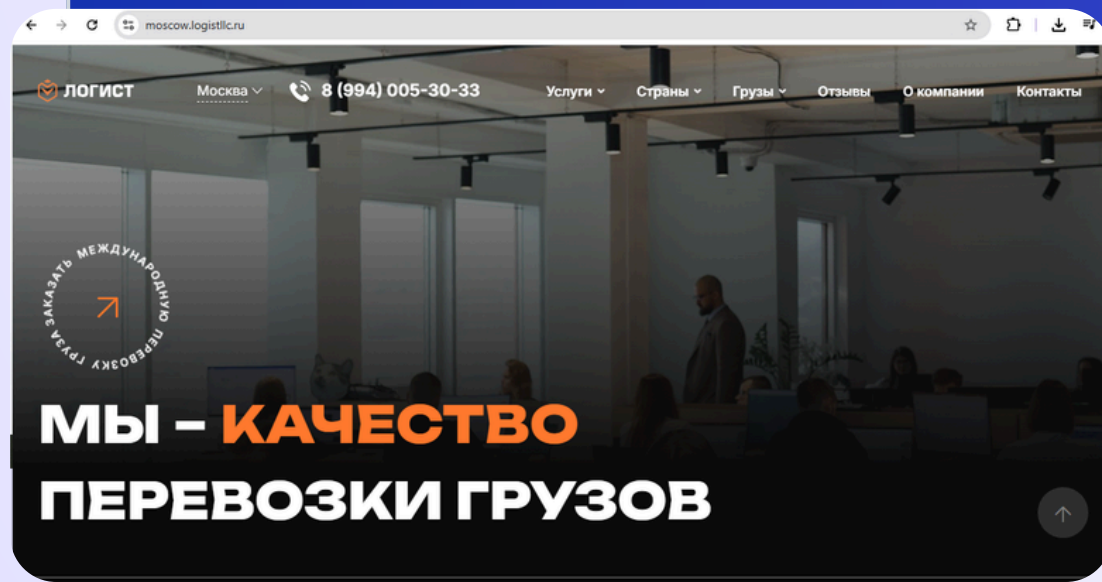 moscow.logistllc.ru
ЛОГИСТ Москва 8 (994) 005-30-33 Услуги Страны Грузы Отзывы О компании Контакты
ЗАКАЗАТЬ МЕЖДУНАРОДНУЮ ПЕРЕВОЗКУ ГРУЗА
МЫ – КАЧЕСТВО
ПЕРЕВОЗКИ ГРУЗОВ